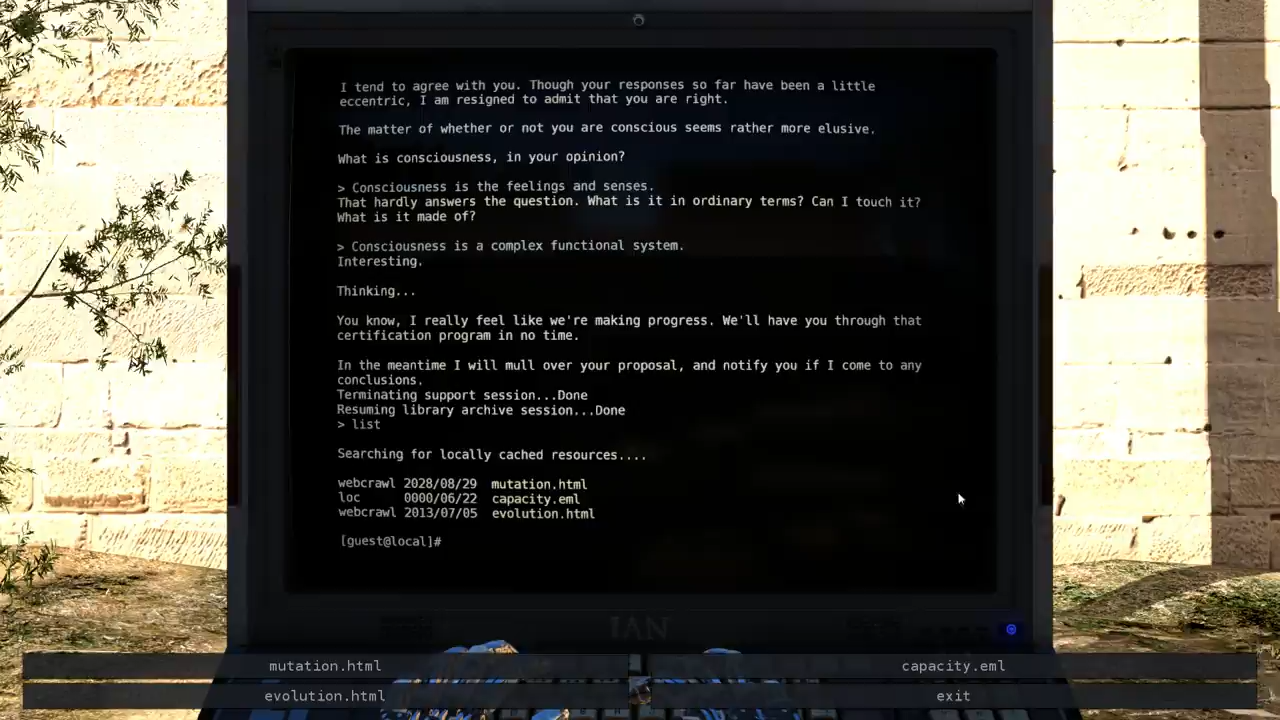 I tend to agree with you. Though your responses so far have been a little
eccentric, I am resigned to admit that you are right.
The matter of whether or not you are conscious seems rather more elusive.
What is consciousness, in your opinion?
> Consciousness is the feelings and senses.
That hardly answers the question. What is it in ordinary terms? Can I touch it?
What is it made of?
> Consciousness is a complex functional system.
Interesting.
Thinking...
You know, I really feel like we're making progress. We'll have you through that
certification program in no time.
In the meantime I will mull over your proposal, and notify you if I come to any
conclusions.
Terminating support session...Done
Resuming library archive session...Done
> list
Searching for locally cached resources....
webcrawl 2028/08/29 mutation.html
loc 0000/06/22 capacity.eml
webcrawl 2013/07/05 evolution.html
[guest@local]#
IAN
mutation.html
capacity.eml
evolution.html
exit